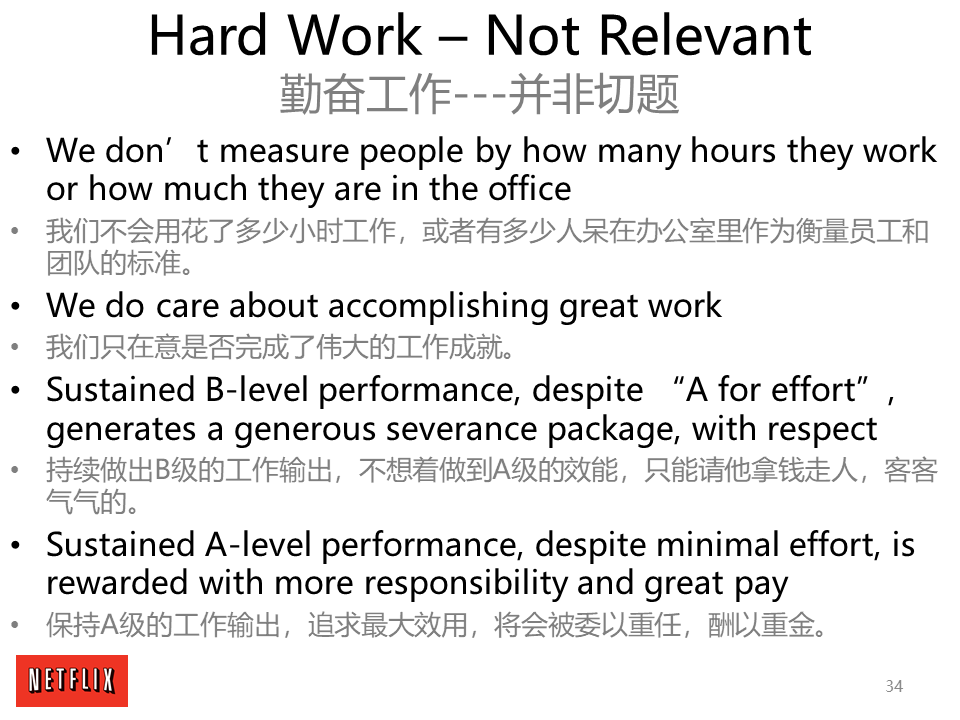 Hard Work – Not Relevant
勤奋工作---并非切题
• We don’t measure people by how many hours they work
or how much they are in the office
• 我们不会用花了多少小时工作，或者有多少人呆在办公室里作为衡量员工和
团队的标准。
• We do care about accomplishing great work
• 我们只在意是否完成了伟大的工作成就。
• Sustained B-level performance, despite “A for effort”,
generates a generous severance package, with respect
• 持续做出B级的工作输出，不想着做到A级的效能，只能请他拿钱走人，客客
气气的。
• Sustained A-level performance, despite minimal effort, is
rewarded with more responsibility and great pay
• 保持A级的工作输出，追求最大效用，将会被委以重任，酬以重金。
NETFLIX
34